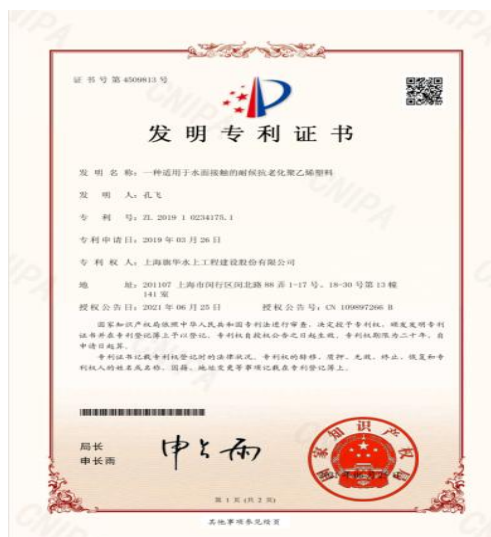 证书号第4509813号
发明专利证书
发 明 名 称：一种适用于水面接触的耐候抗老化聚乙烯塑料
发 明 人：孔飞
专 利 号：ZL 2019 1 0234175.1
专利申请日：2019年03月26日
专 利 权 人：上海旗华水上工程建设股份有限公司
地 址：201107 上海市闵行区闵北路88弄1-17号、18-30号第13幢
141室
授权公告日：2021年06月25日 授权公告号：CN 109897266 B
国家知识产权局依照中华人民共和国专利法进行审查，决定授予专利权，颁发发明专利
证书并在专利登记簿上予以登记。专利权自授权公告之日起生效。专利权期限为二十年，自
申请日起算。
专利证书记载专利权登记时的法律状况。专利权的转移、质押、无效、终止、恢复和专
利权人的姓名或名称、国籍、地址变更等事项记载在专利登记簿上。
局长
申长雨
申长雨
国家知识产权局
第 1 页 (共 2 页)
其他事项参见续页
CNIPA